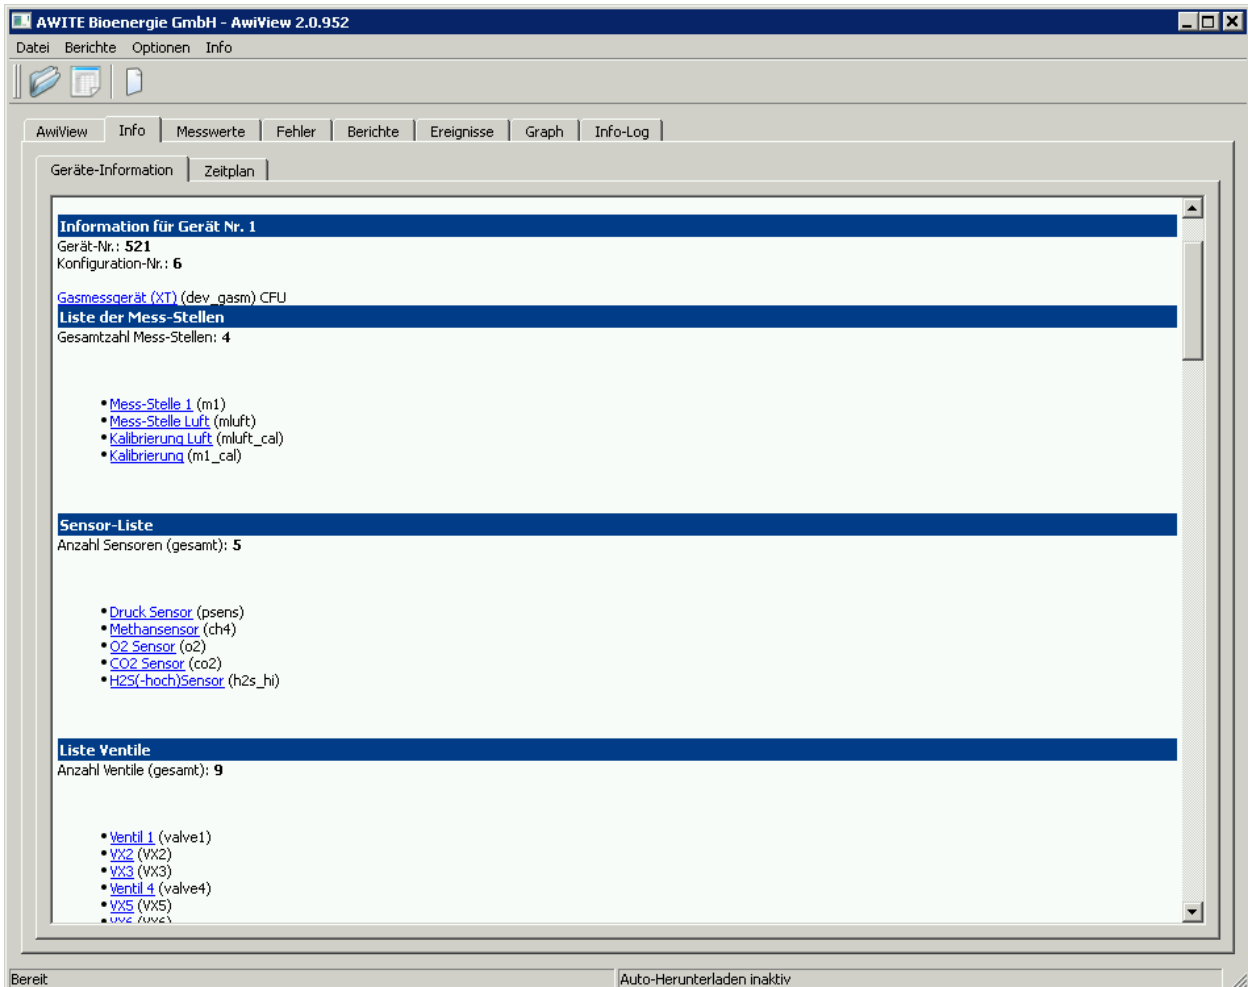 AWITE Bioenergie GmbH - AwiView 2.0.952
Datei Berichte Optionen Info
AwiView Info Messwerte Fehler Berichte Ereignisse Graph Info-Log
Geräte-Information Zeitplan
Information für Gerät Nr. 1
Gerät-Nr.: 521
Konfiguration-Nr.: 6
Gasmessgerät (XT) (dev_gasm) CFU
Liste der Mess-Stellen
Gesamtzahl Mess-Stellen: 4
• Mess-Stelle 1 (m1)
• Mess-Stelle Luft (mluft)
• Kalibrierung Luft (mluft_cal)
• Kalibrierung (m1_cal)
Sensor-Liste
Anzahl Sensoren (gesamt): 5
• Druck Sensor (psens)
• Methansensor (ch4)
• O2 Sensor (o2)
• CO2 Sensor (co2)
• H2S(-hoch)Sensor (h2s_hi)
Liste Ventile
Anzahl Ventile (gesamt): 9
• Ventil 1 (valve1)
• VX2 (VX2)
• VX3 (VX3)
• Ventil 4 (valve4)
• VX5 (VX5)
• VX6 (VX6)
Bereit Auto-Herunterladen inaktiv